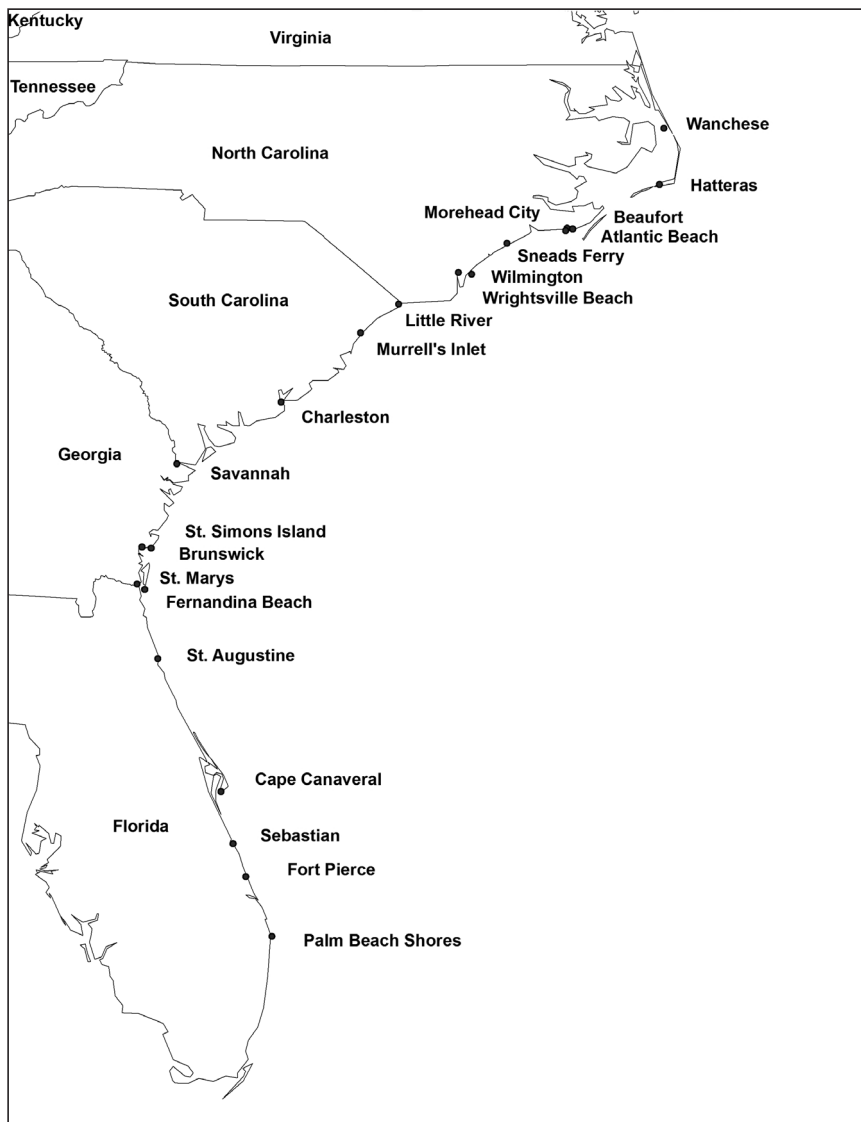 Kentucky
Virginia
Tennessee
Wanchese
North Carolina
Hatteras
Morehead City
Beaufort
Atlantic Beach
Sneads Ferry
Wilmington
Wrightsville Beach
South Carolina
Little River
Murrell's Inlet
Charleston
Georgia
Savannah
St. Simons Island
Brunswick
St. Marys
Fernandina Beach
St. Augustine
Cape Canaveral
Florida
Sebastian
Fort Pierce
Palm Beach Shores